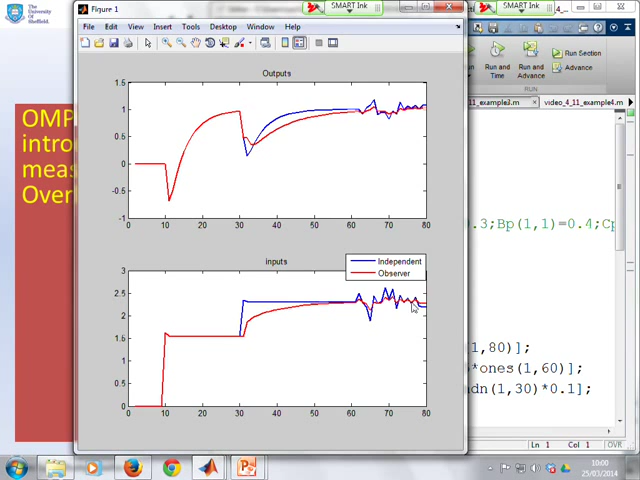 The University Of Sheffield.
OMP
intro
meas
Over
Figure 1
SMART Ink
SMART Ink
File Edit View Insert Tools Desktop Window Help
Run and Time
Run and Advance
Run Section
Advance
RUN
11_example3.m
video_4_11_example4.m
Outputs
1.5
1
0.5
0
-0.5
-1
0 10 20 30 40 50 60 70 80
inputs
Independent
Observer
3
2.5
2
1.5
1
0.5
0
0 10 20 30 40 50 60 70 80
.3;Bp(1,1)=0.4;Cp
1,80)];
*ones(1,60)];
dn(1,30)*0.1];
Ln 1 Col 1 OVR
10:00
25/03/2014